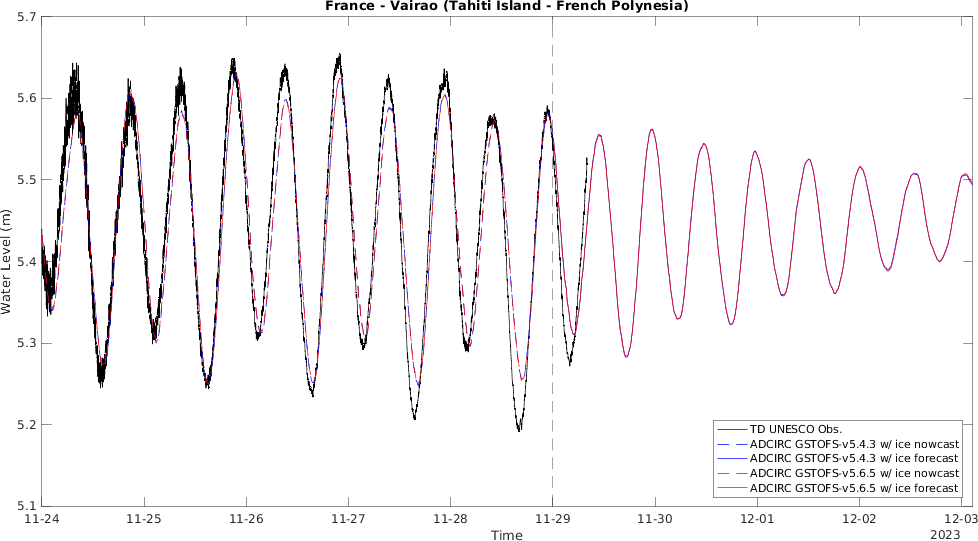 France - Vairao (Tahiti Island - French Polynesia)
5.7
5.6
5.5
5.4
5.3
5.2
5.1
Water Level (m)
TD UNESCO Obs.
ADCIRC GSTOFS-v5.4.3 w/ ice nowcast
ADCIRC GSTOFS-v5.4.3 w/ ice forecast
ADCIRC GSTOFS-v5.6.5 w/ ice nowcast
ADCIRC GSTOFS-v5.6.5 w/ ice forecast
11-24 11-25 11-26 11-27 11-28 11-29 11-30 12-01 12-02 12-03
Time
2023